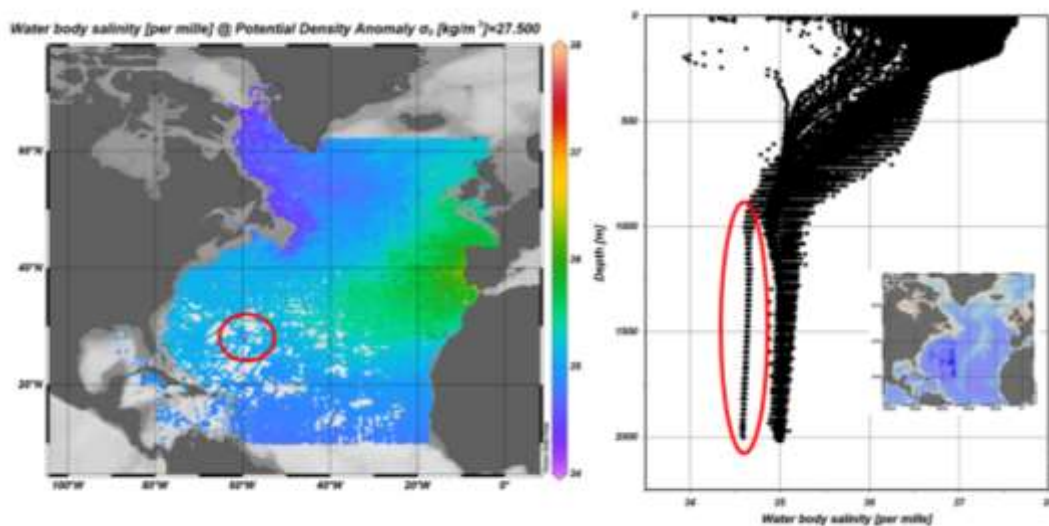 Water body salinity [per mille] @ Potential Density Anomaly σ₀ [kg/m³]=27.500
60°N
40°N
20°N
100°W 80°W 60°W 40°W 20°W 0°
38
37
36
35
34
Depth [m]
0
500
1000
1500
2000
34 35 36 37 38
Water body salinity [per mille]